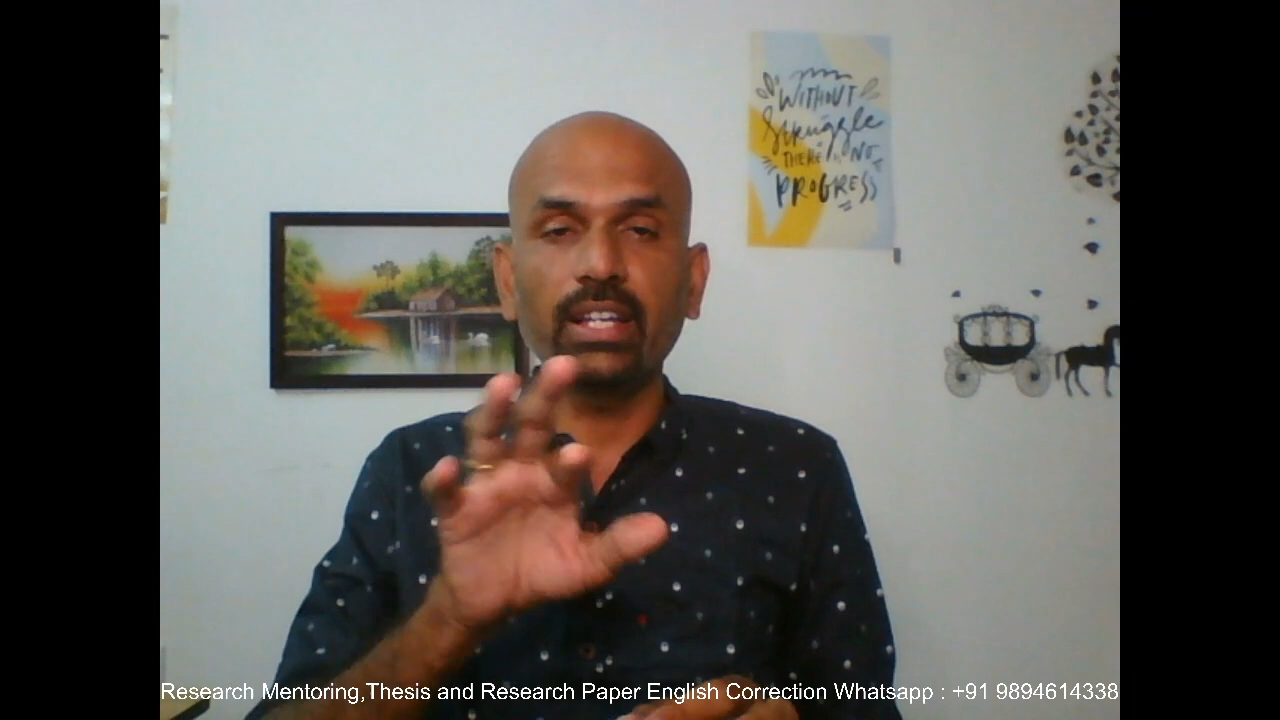 WITHOUT
Struggle
THERE IS NO
PROGRESS
Research Mentoring,Thesis and Research Paper English Correction Whatsapp : +91 9894614338